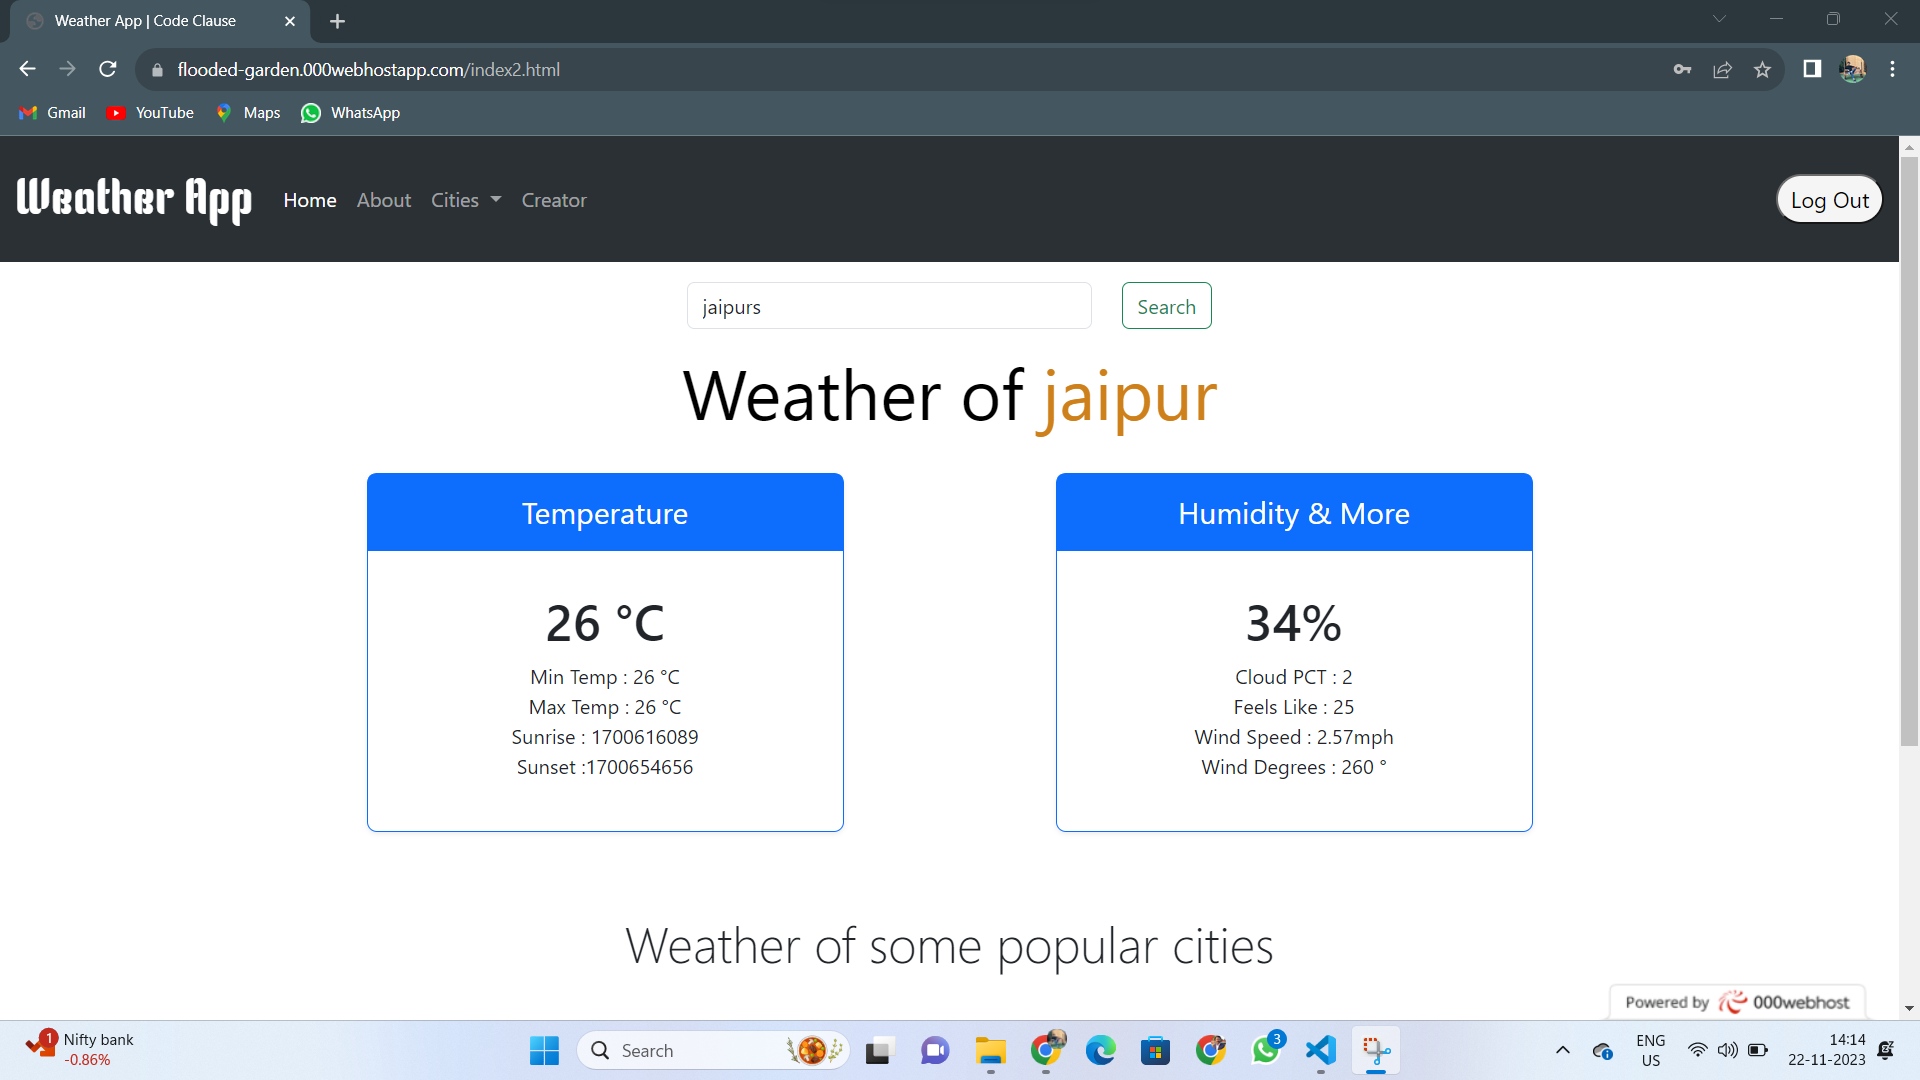 Weather App | Code Clause
flooded-garden.000webhostapp.com/index2.html
Gmail YouTube Maps WhatsApp
Weather App Home About Cities Creator Log Out
jaipurs Search
Weather of jaipur
Temperature
26 °C
Min Temp : 26 °C
Max Temp : 26 °C
Sunrise : 1700616089
Sunset :1700654656
Humidity & More
34%
Cloud PCT : 2
Feels Like : 25
Wind Speed : 2.57mph
Wind Degrees : 260 °
Weather of some popular cities
Powered by 000webhost
1
Nifty bank
-0.86%
Search
3
ENG
US
14:14
22-11-2023